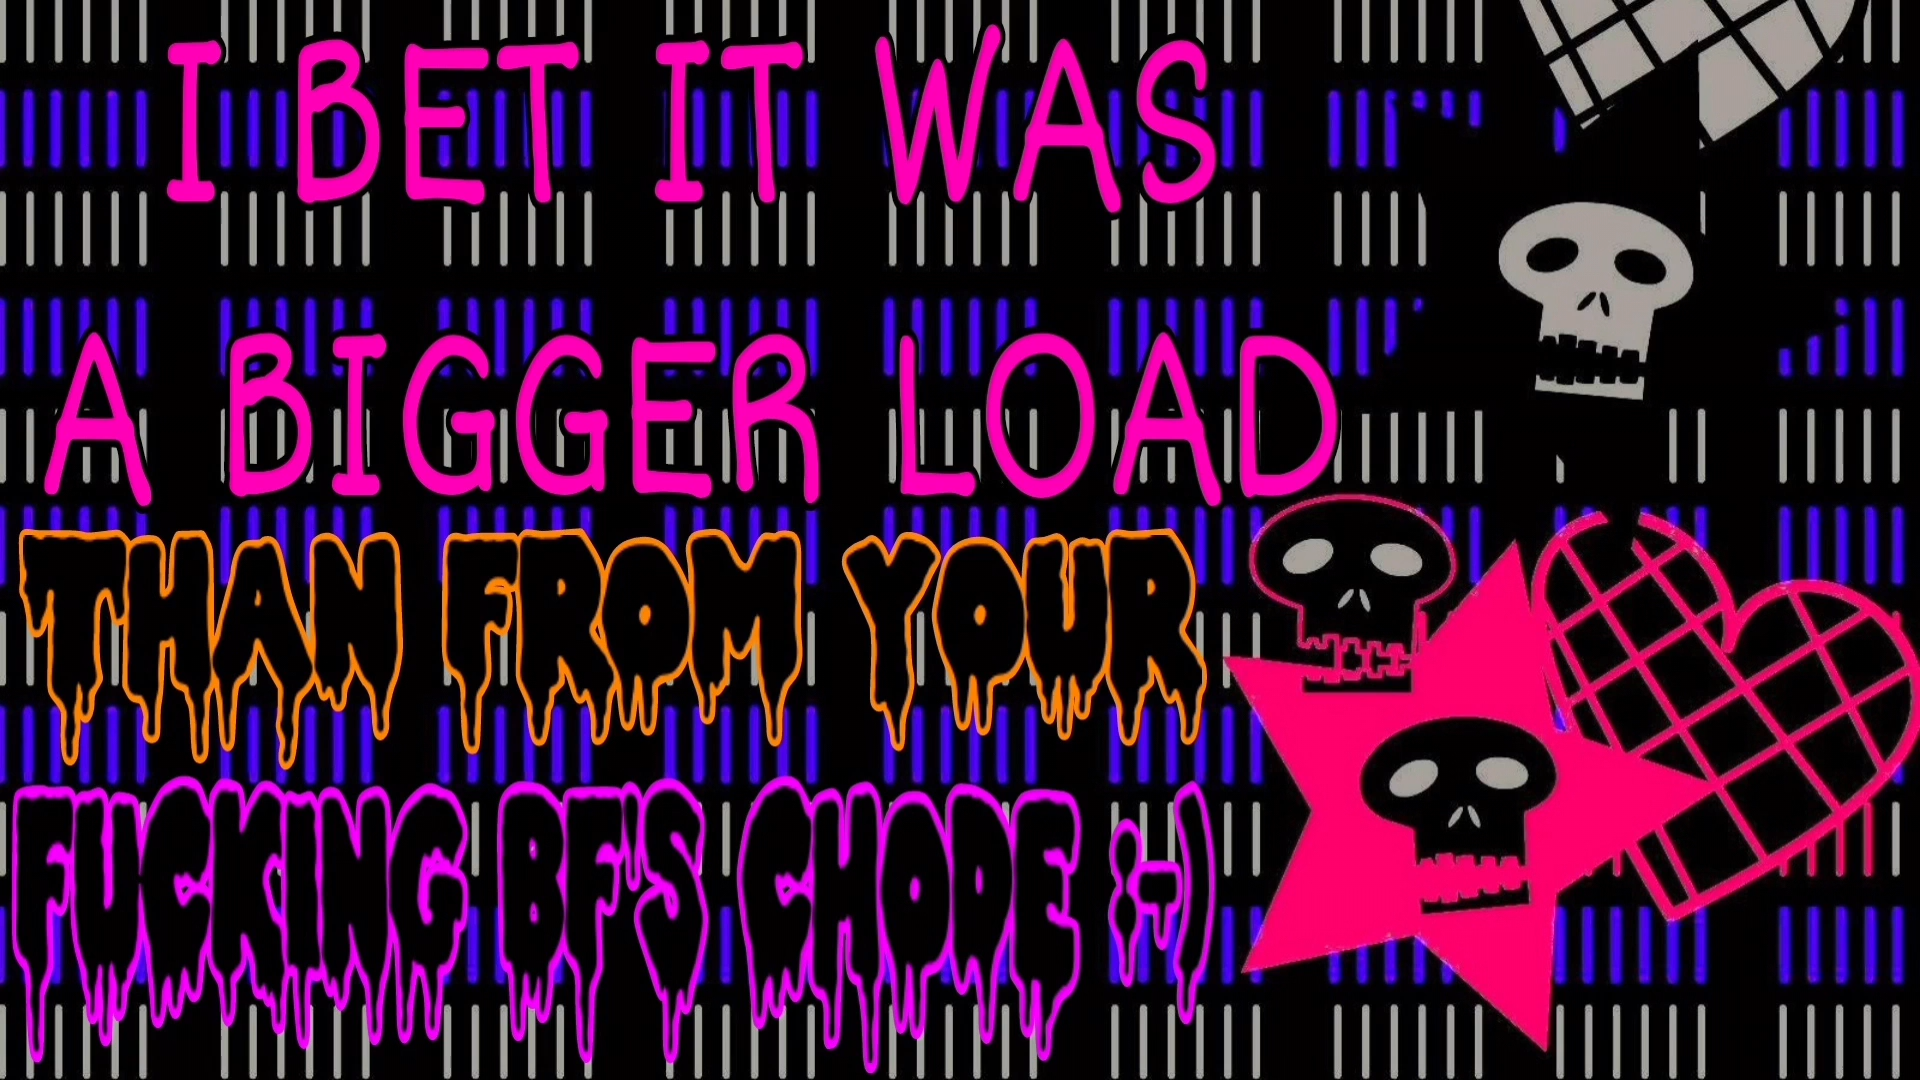 I BET IT WAS
A BIGGER LOAD
THAN FROM YOUR
FUCKING BF'S CHODE :-)